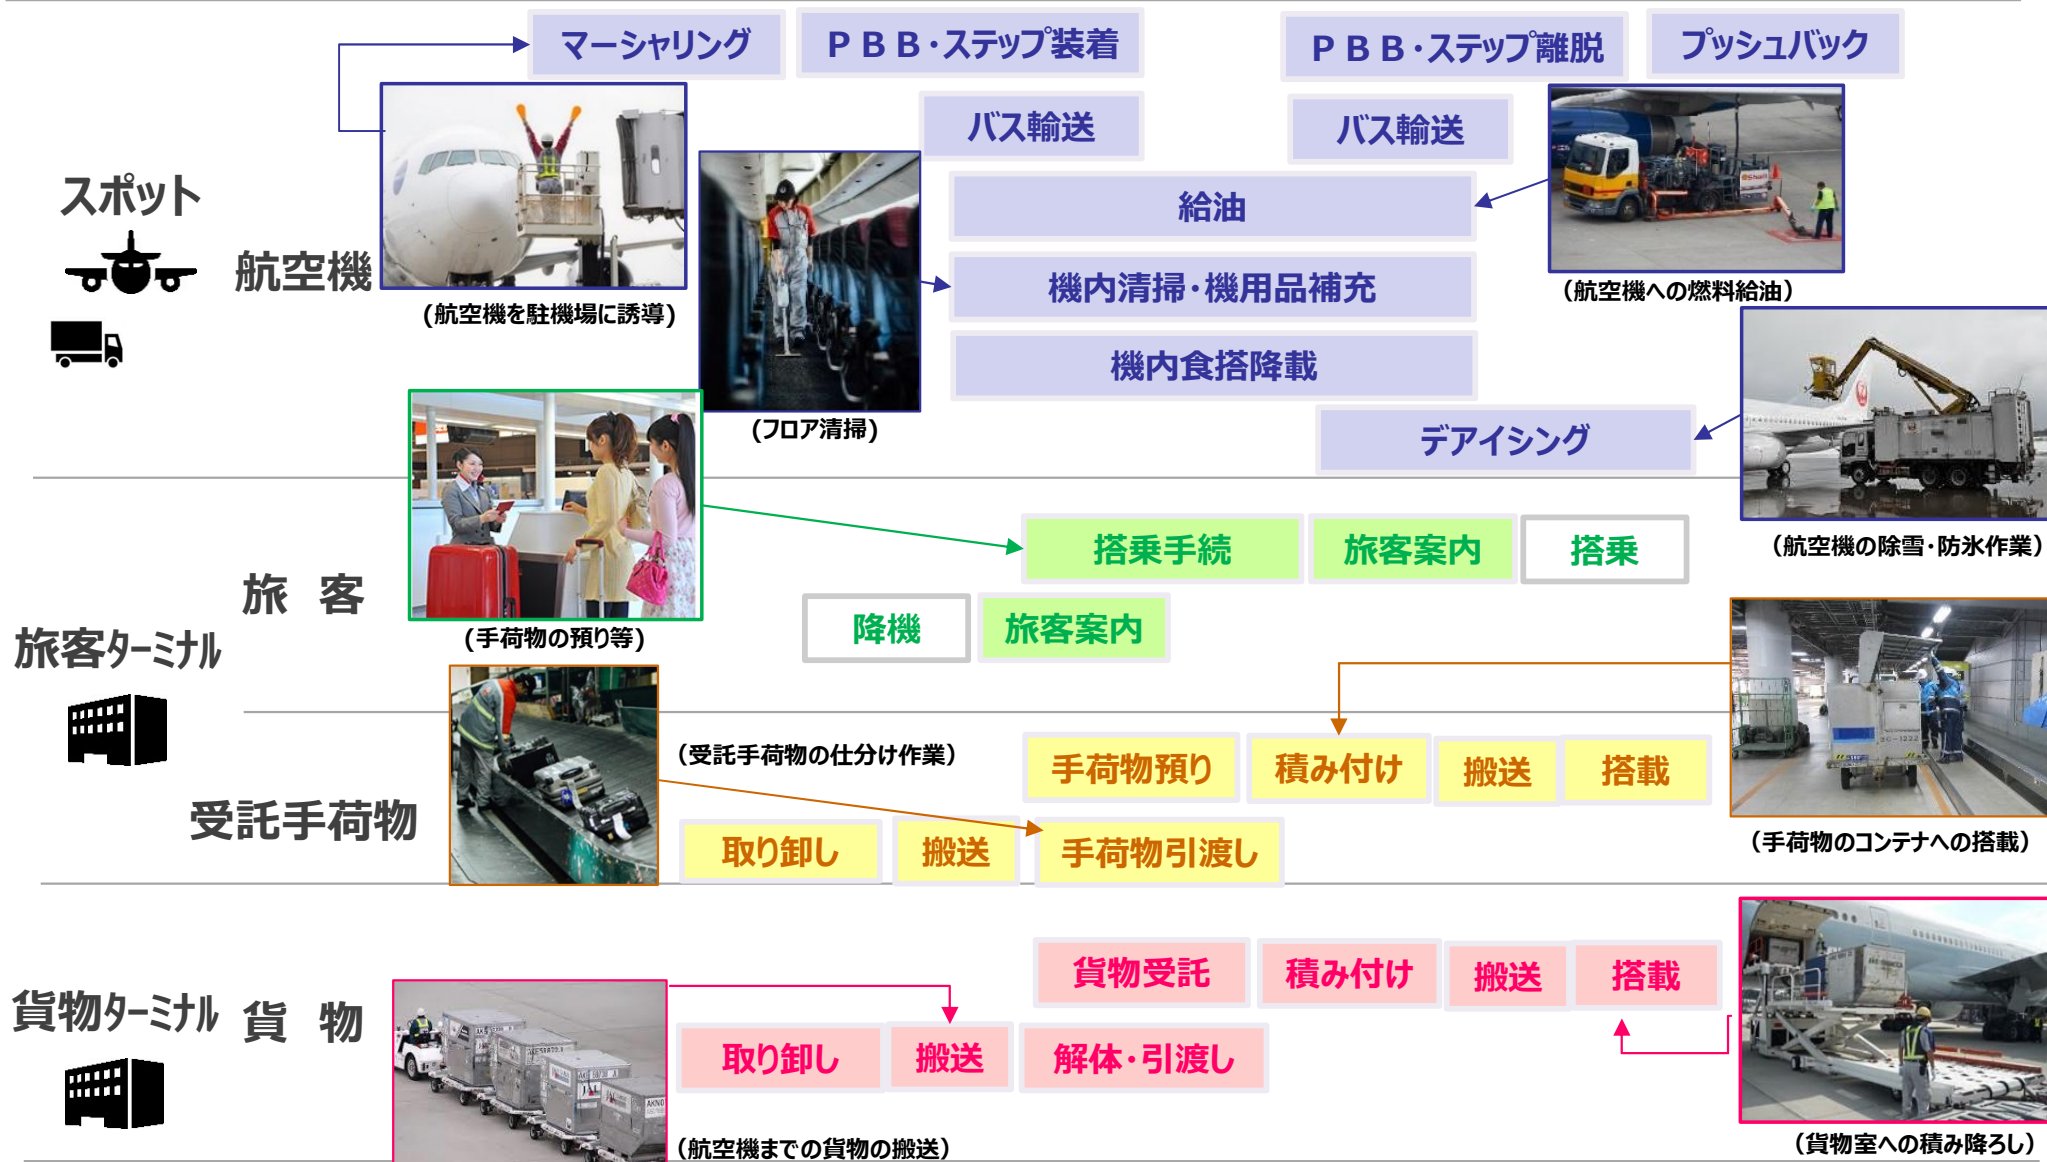 マーシャリング
ＰＢＢ・ステップ装着
ＰＢＢ・ステップ離脱
プッシュバック
バス輸送
バス輸送
スポット
航空機
給油
Shell
(航空機を駐機場に誘導)
機内清掃・機用品補充
(航空機への燃料給油)
機内食搭降載
(フロア清掃)
デアイシング
(航空機の除雪・防氷作業)
旅客ターミナル
旅 客
搭乗手続
旅客案内
搭乗
降機
旅客案内
(手荷物の預り等)
受託手荷物
(受託手荷物の仕分け作業)
手荷物預り
積み付け
搬送
搭載
取り卸し
搬送
手荷物引渡し
(手荷物のコンテナへの搭載)
貨物ターミナル
貨 物
貨物受託
積み付け
搬送
搭載
取り卸し
搬送
解体・引渡し
(航空機までの貨物の搬送)
(貨物室への積み降ろし)